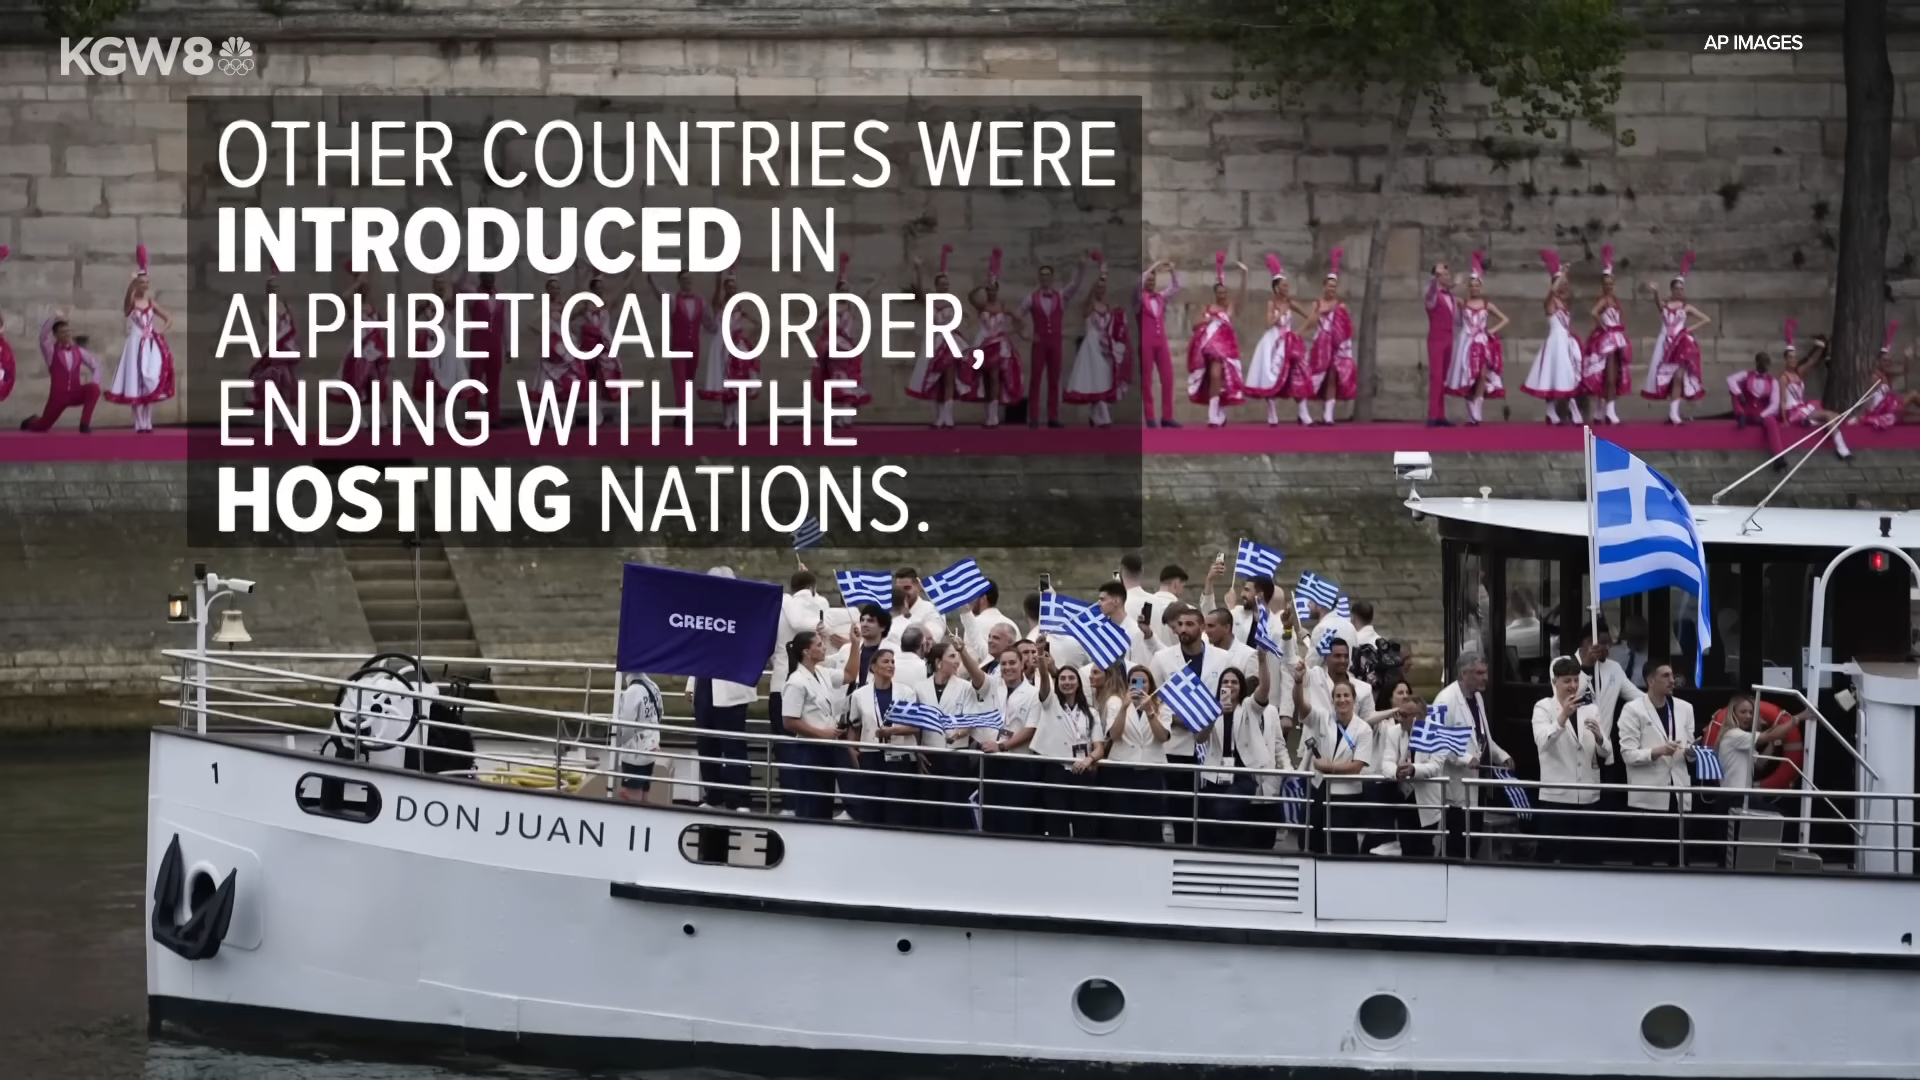 KGW8
AP IMAGES
OTHER COUNTRIES WERE
INTRODUCED IN
ALPHBETICAL ORDER,
ENDING WITH THE
HOSTING NATIONS.
GREECE
1
DON JUAN II